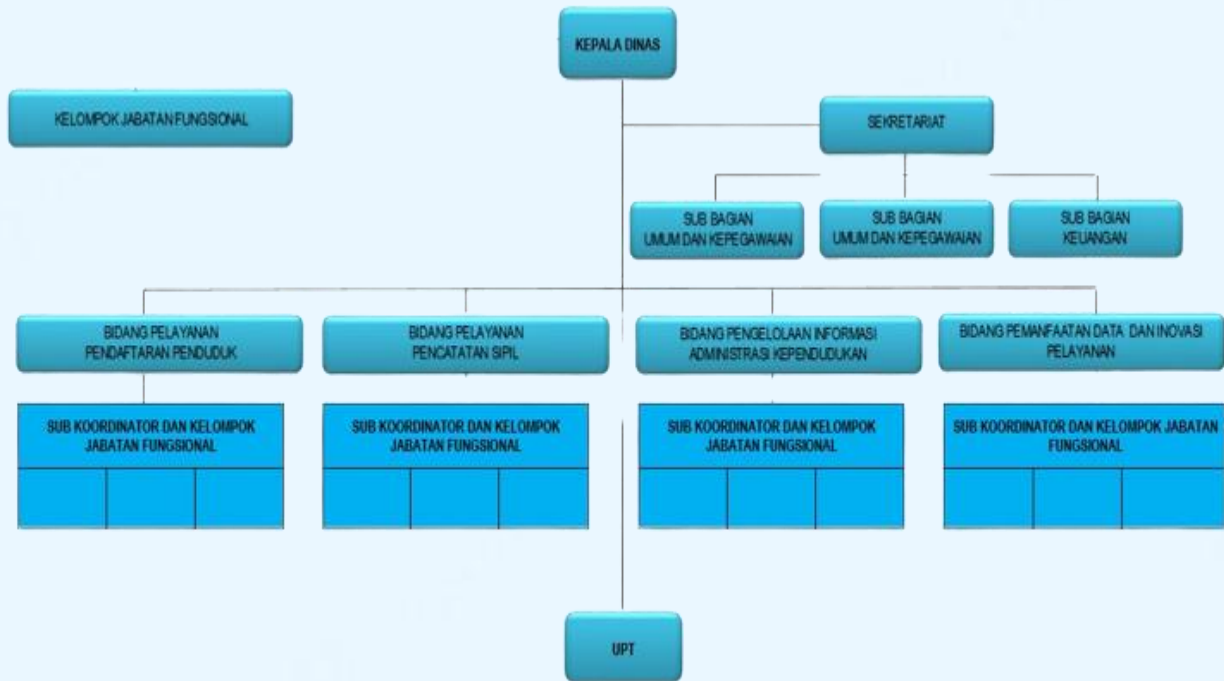 KEPALA DINAS
KELOMPOK JABATAN FUNGSIONAL
SEKRETARIAT
SUB BAGIAN
UMUM DAN KEPEGAWAIAN
SUB BAGIAN
UMUM DAN KEPEGAWAIAN
SUB BAGIAN
KEUANGAN
BIDANG PELAYANAN
PENDAFTARAN PENDUDUK
BIDANG PELAYANAN
PENCATATAN SIPIL
BIDANG PENGELOLAAN INFORMASI
ADMINISTRASI KEPENDUDUKAN
BIDANG PEMANFAATAN DATA DAN INOVASI
PELAYANAN
SUB KOORDINATOR DAN KELOMPOK
JABATAN FUNGSIONAL
SUB KOORDINATOR DAN KELOMPOK
JABATAN FUNGSIONAL
SUB KOORDINATOR DAN KELOMPOK
JABATAN FUNGSIONAL
SUB KOORDINATOR DAN KELOMPOK JABATAN
FUNGSIONAL
UPT